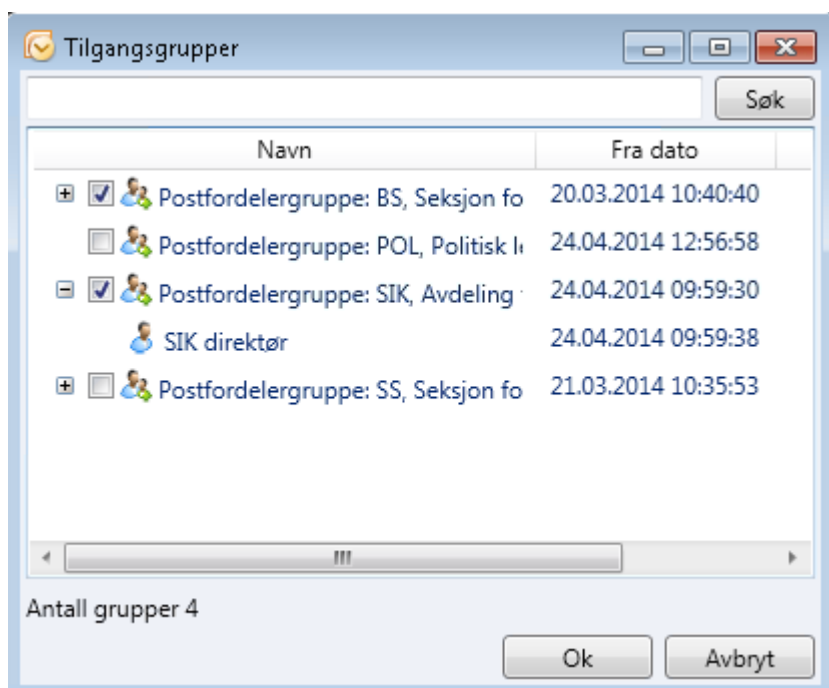 Tilgangsgrupper
Søk
Navn Fra dato
Postfordelergruppe: BS, Seksjon fo 20.03.2014 10:40:40
Postfordelergruppe: POL, Politisk 24.04.2014 12:56:58
Postfordelergruppe: SIK, Avdeling 24.04.2014 09:59:30
SIK direktør 24.04.2014 09:59:38
Postfordelergruppe: SS, Seksjon fo 21.03.2014 10:35:53
Antall grupper 4
Ok Avbryt